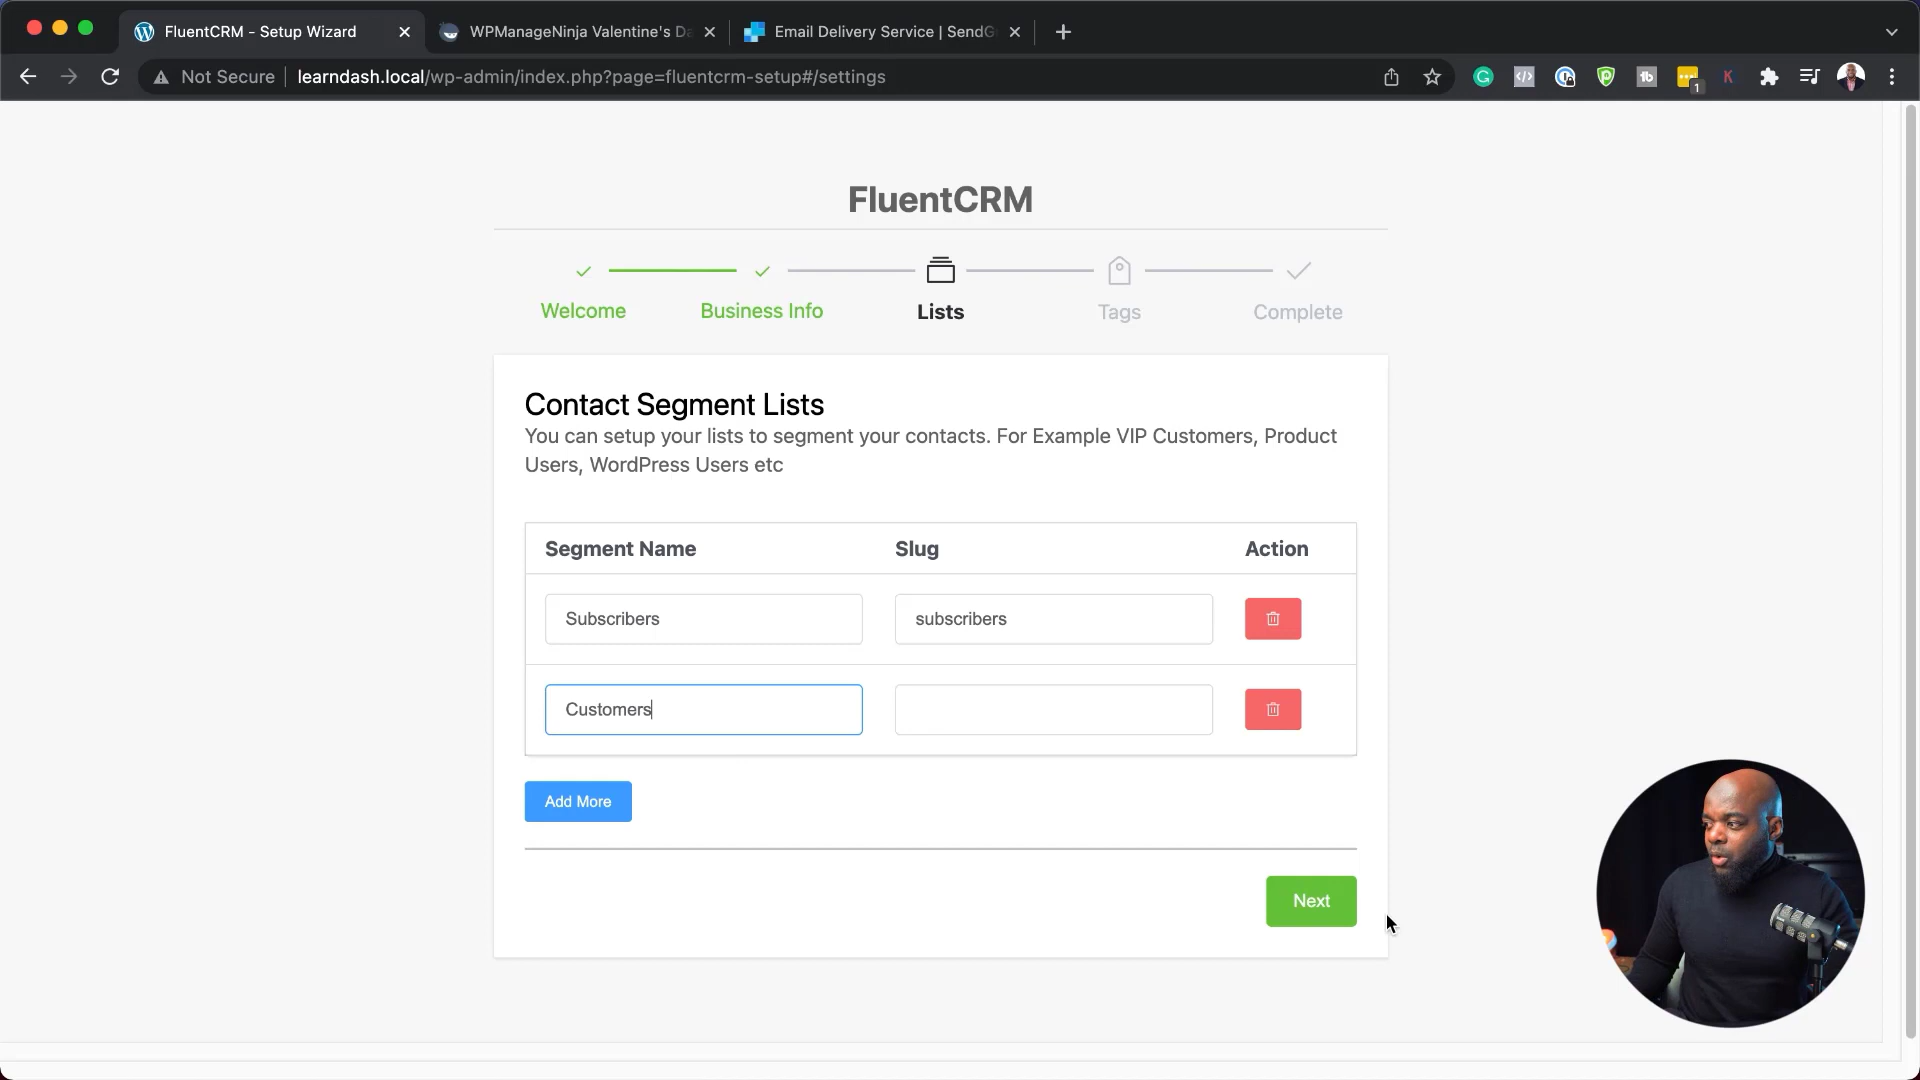 FluentCRM - Setup Wizard
WPManageNinja Valentine's Da
Email Delivery Service | SendG
Not Secure
learndash.local/wp-admin/index.php?page=fluentcrm-setup#/settings
1
FluentCRM
Welcome
Business Info
Lists
Tags
Complete
Contact Segment Lists
You can setup your lists to segment your contacts. For Example VIP Customers, Product
Users, WordPress Users etc
Segment Name Slug Action
Subscribers subscribers
Customers
Add More
Next